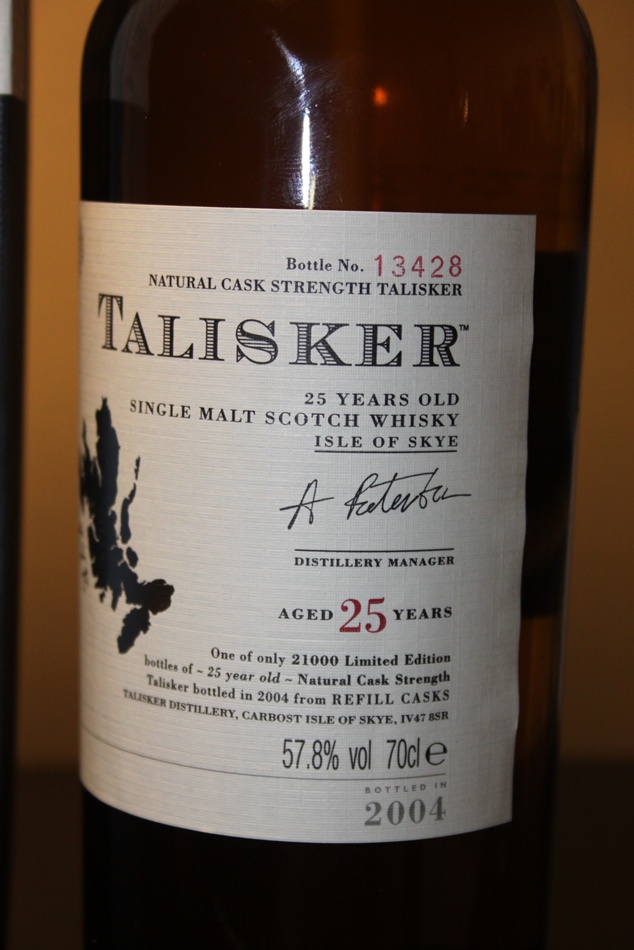 Bottle No. 13428
NATURAL CASK STRENGTH TALISKER
TALISKER™
25 YEARS OLD
SINGLE MALT SCOTCH WHISKY
ISLE OF SKYE
DISTILLERY MANAGER
AGED 25 YEARS
One of only 21000 Limited Edition
bottles of ~ 25 year old ~ Natural Cask Strength
Talisker bottled in 2004 from REFILL CASKS
TALISKER DISTILLERY, CARBOST ISLE OF SKYE, IV47 8SR
57.8% vol 70cl e
BOTTLED IN
2004